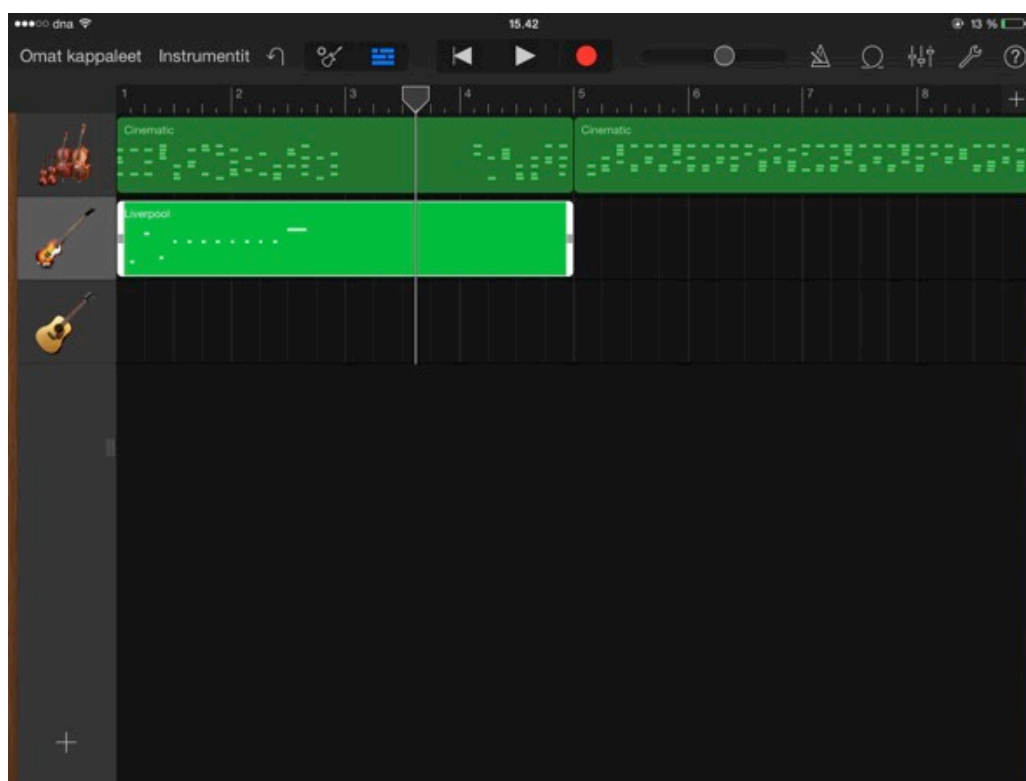 dna 15.42 13 %
Omat kappaleet Instrumentit ?
1 2 3 4 5 6 7 8 +
Cinematic Cinematic
Liverpool
+